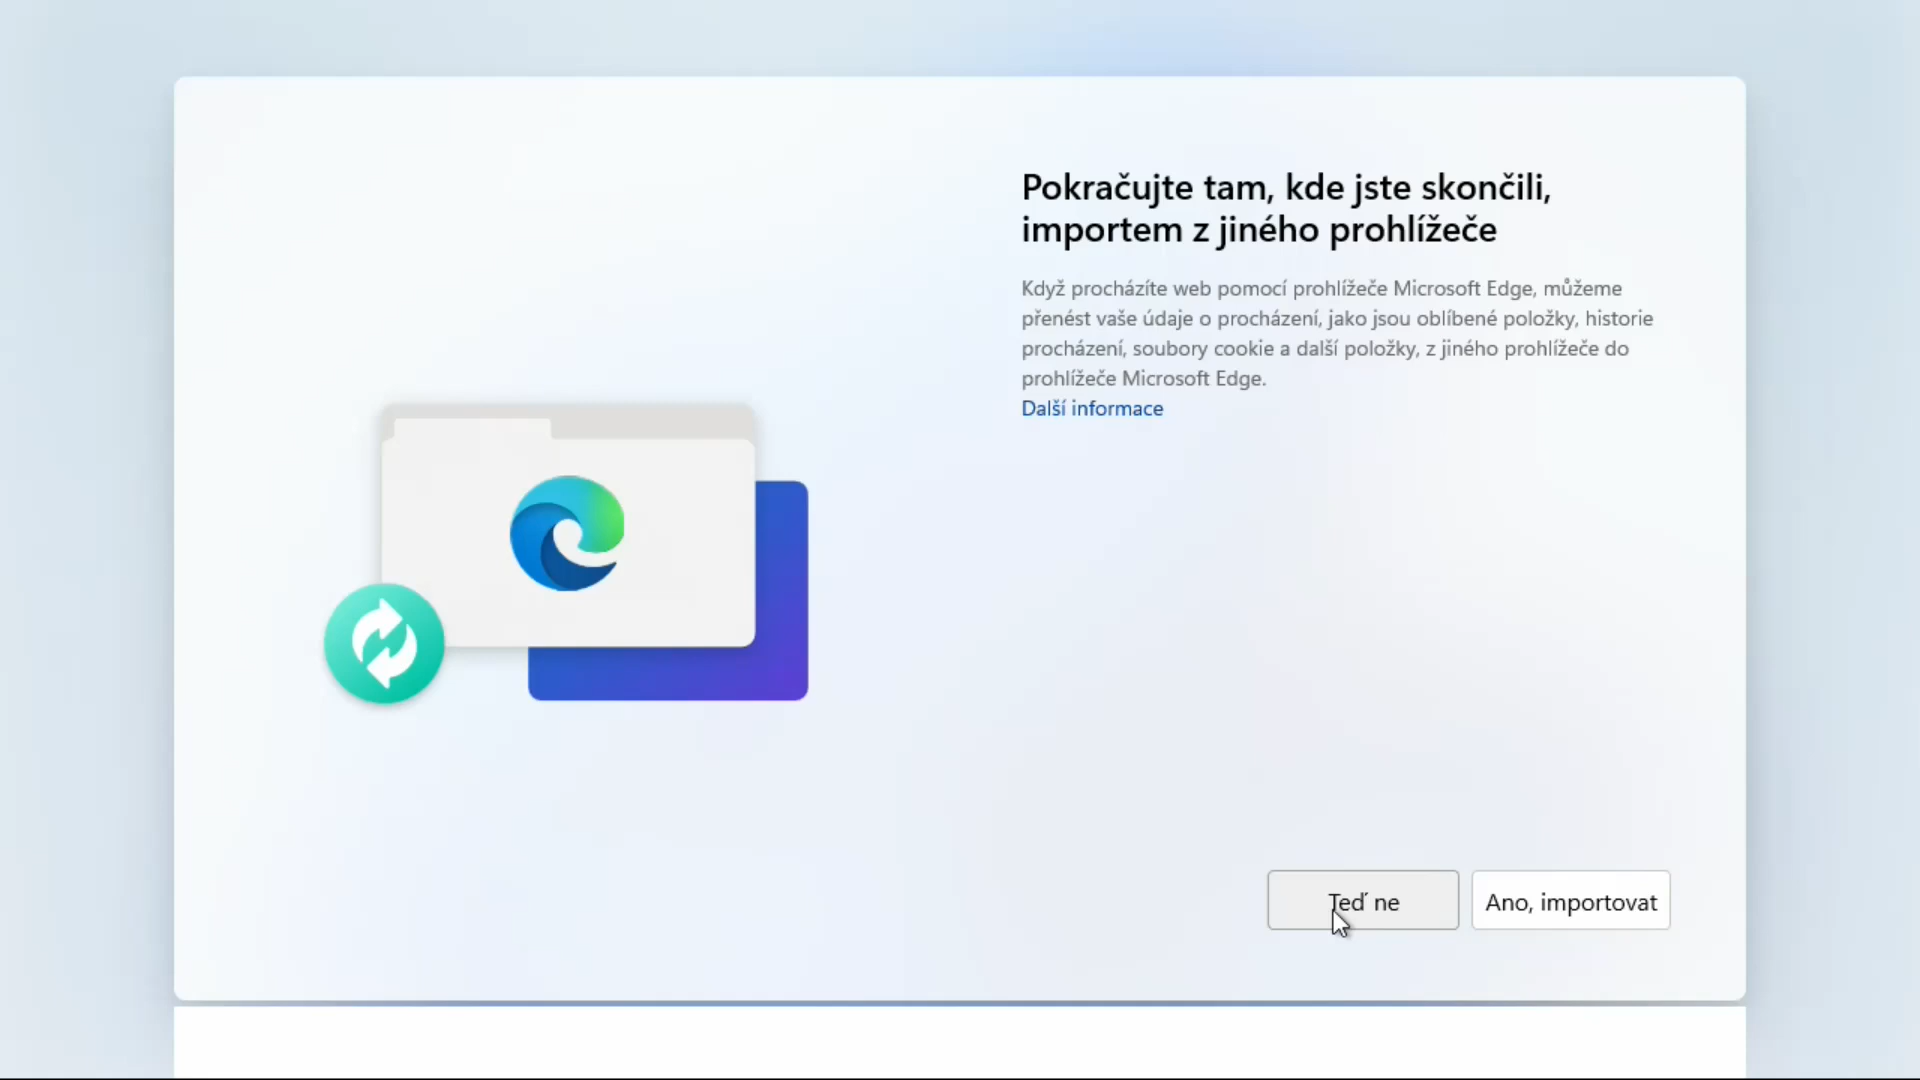 Pokračujte tam, kde jste skončili,
importem z jiného prohlížeče
Když procházíte web pomocí prohlížeče Microsoft Edge, můžeme
přenést vaše údaje o procházení, jako jsou oblíbené položky, historie
procházení, soubory cookie a další položky, z jiného prohlížeče do
prohlížeče Microsoft Edge.
Další informace
Teď ne
Ano, importovat